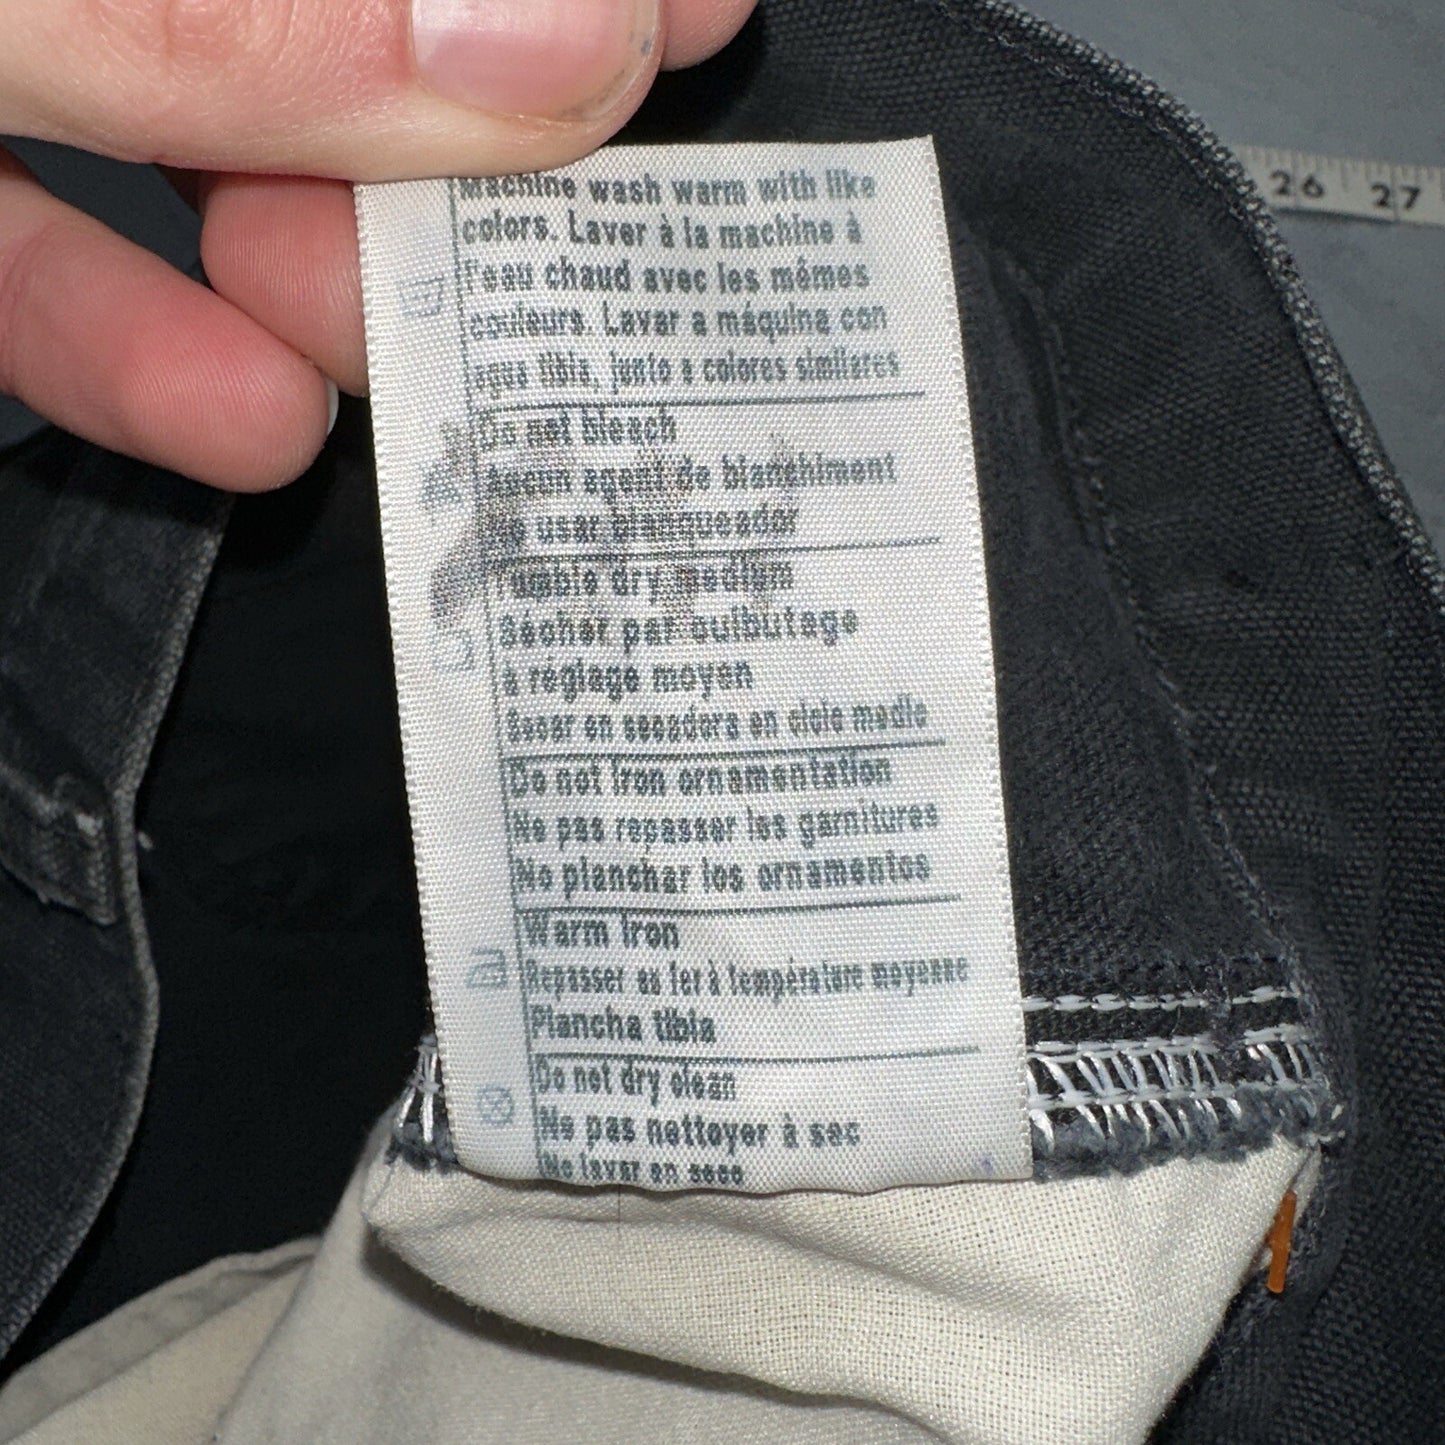 Machine wash warm with like
colors. Laver à la machine à
l'eau chaud avec les mêmes
couleurs. Lavar a máquina con
agua tibia, junto a colores similares
Do not bleach
Aucun agent de blanchiment
No usar blanqueador
Tumble dry medium
Sécher par culbutage
à réglage moyen
Secar en secadora en ciclo medio
Do not iron ornamentation
Ne pas repasser les garnitures
No planchar los ornamentos
Warm iron
Repasser au fer à température moyenne
Plancha tibia
Do not dry clean
Ne pas nettoyer à sec
No lavar en seco
26 27